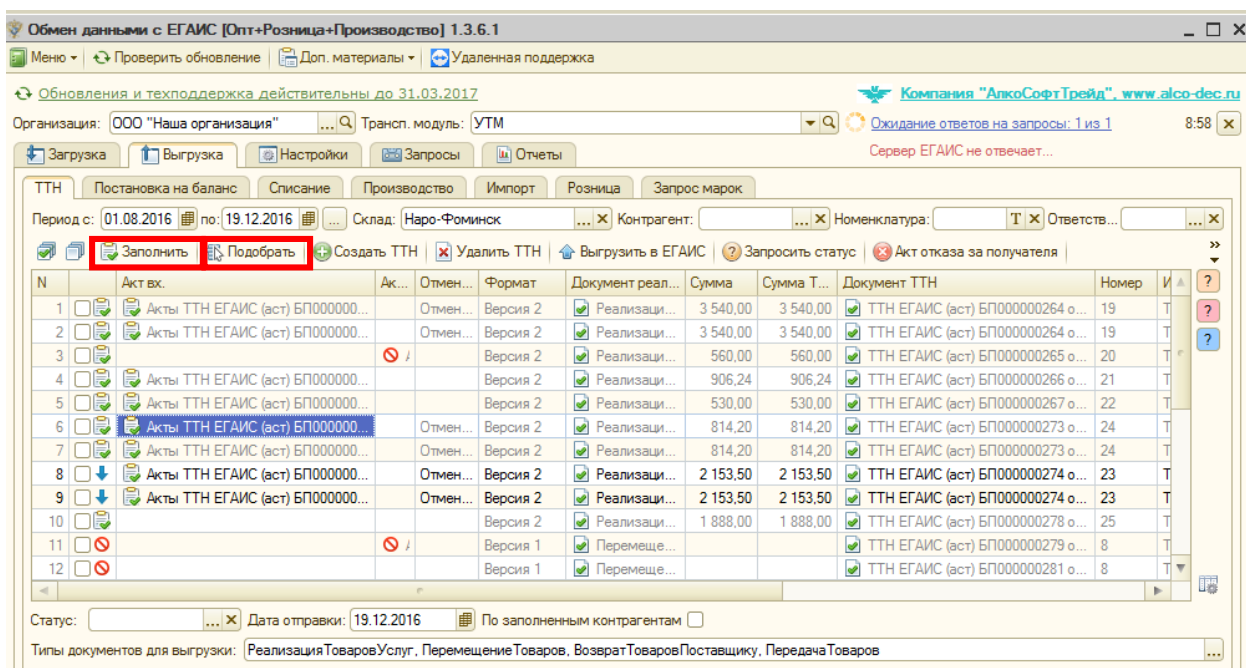 Обмен данными с ЕГАИС [Опт+Розница+Производство] 1.3.6.1
Меню Проверить обновление Доп. материалы Удаленная поддержка
Обновления и техподдержка действительны до 31.03.2017 Компания "АлкоСофтТрейд", www.alco-dec.ru
Организация: ООО "Наша организация" ... Трансп. модуль: УТМ Ожидание ответов на запросы: 1 из 1 8:58
Загрузка Выгрузка Настройки Запросы Отчеты Сервер ЕГАИС не отвечает...
ТТН Постановка на баланс Списание Производство Импорт Розница Запрос марок
Период с: 01.08.2016 по: 19.12.2016 ... Склад: Наро-Фоминск ... X Контрагент: ... X Номенклатура: T X Ответств... ... X
Заполнить Подобрать Создать ТТН Удалить ТТН Выгрузить в ЕГАИС ? Запросить статус Акт отказа за получателя »
N Акт вх. Ак... Отмен... Формат Документ реал... Сумма Сумма Т... Документ ТТН Номер И ?
1 Акты ТТН ЕГАИС (аст) БП000000... Отмен... Версия 2 Реализаци... 3 540,00 3 540,00 ТТН ЕГАИС (аст) БП000000264 о... 19 Т ?
2 Акты ТТН ЕГАИС (аст) БП000000... Отмен... Версия 2 Реализаци... 3 540,00 3 540,00 ТТН ЕГАИС (аст) БП000000264 о... 19 Т ?
3 Версия 2 Реализаци... 560,00 560,00 ТТН ЕГАИС (аст) БП000000265 о... 20 Т
4 Акты ТТН ЕГАИС (аст) БП000000... Версия 2 Реализаци... 906,24 906,24 ТТН ЕГАИС (аст) БП000000266 о... 21 Т
5 Акты ТТН ЕГАИС (аст) БП000000... Версия 2 Реализаци... 530,00 530,00 ТТН ЕГАИС (аст) БП000000267 о... 22 Т
6 Акты ТТН ЕГАИС (аст) БП000000... Отмен... Версия 2 Реализаци... 814,20 814,20 ТТН ЕГАИС (аст) БП000000273 о... 24 Т
7 Акты ТТН ЕГАИС (аст) БП000000... Отмен... Версия 2 Реализаци... 814,20 814,20 ТТН ЕГАИС (аст) БП000000273 о... 24 Т
8 Акты ТТН ЕГАИС (аст) БП000000... Отмен... Версия 2 Реализаци... 2 153,50 2 153,50 ТТН ЕГАИС (аст) БП000000274 о... 23 Т
9 Акты ТТН ЕГАИС (аст) БП000000... Отмен... Версия 2 Реализаци... 2 153,50 2 153,50 ТТН ЕГАИС (аст) БП000000274 о... 23 Т
10 Версия 2 Реализаци... 1 888,00 1 888,00 ТТН ЕГАИС (аст) БП000000278 о... 25 Т
11 Версия 1 Перемеще... ТТН ЕГАИС (аст) БП000000279 о... 8 Т
12 Версия 1 Перемеще... ТТН ЕГАИС (аст) БП000000281 о... 8 Т
Статус: ... X Дата отправки: 19.12.2016 По заполненным контрагентам
Типы документов для выгрузки: РеализацияТоваровУслуг, ПеремещениеТоваров, ВозвратТоваровПоставщику, ПередачаТоваров ...